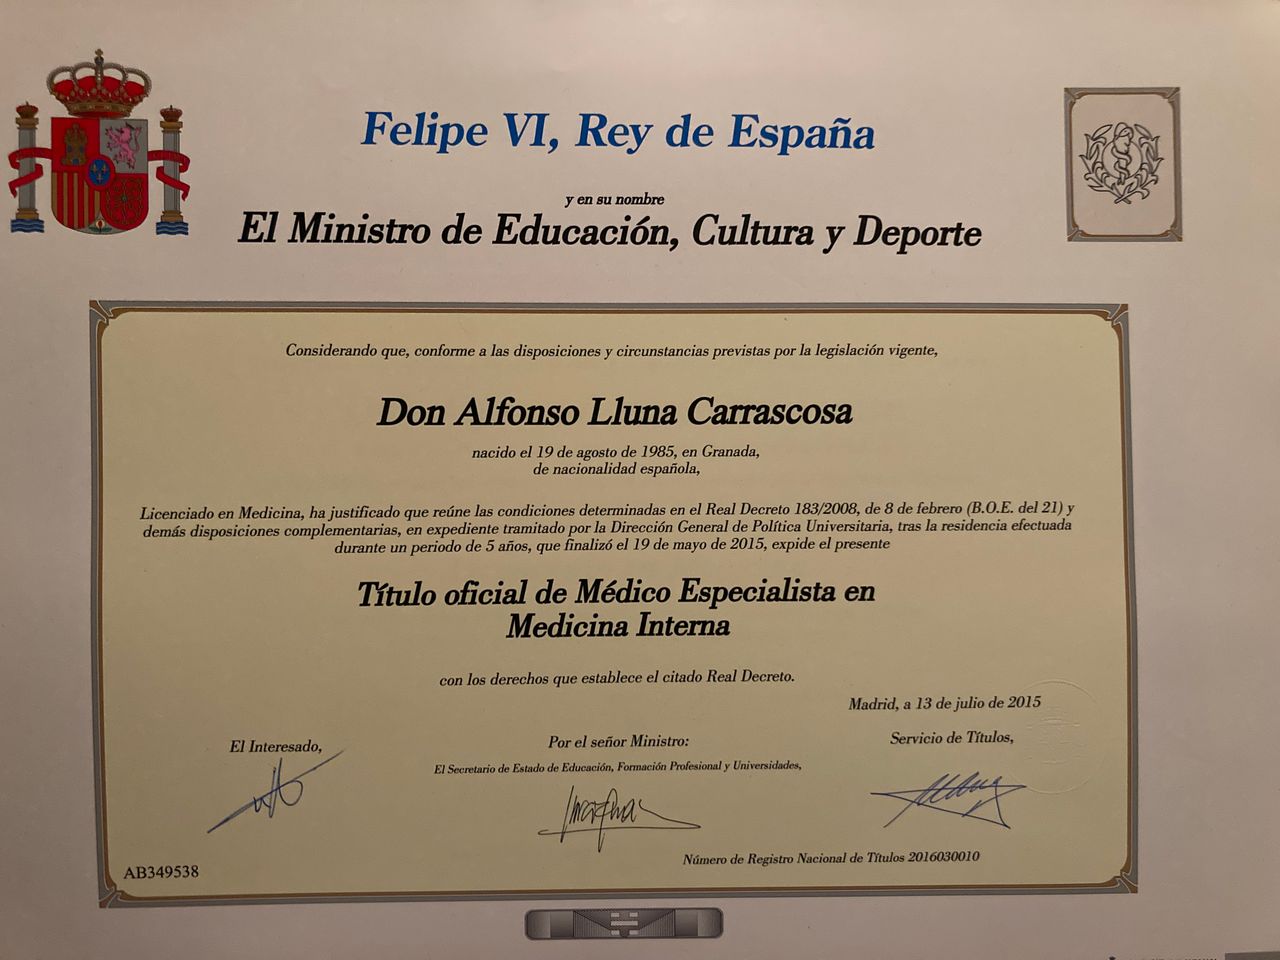 Felipe VI, Rey de España
y en su nombre
El Ministro de Educación, Cultura y Deporte
Considerando que, conforme a las disposiciones y circunstancias previstas por la legislación vigente,
Don Alfonso Lluna Carrascosa
nacido el 19 de agosto de 1985, en Granada,
de nacionalidad española,
Licenciado en Medicina, ha justificado que reúne las condiciones determinadas en el Real Decreto 183/2008, de 8 de febrero (B.O.E. del 21) y
demás disposiciones complementarias, en expediente tramitado por la Dirección General de Política Universitaria, tras la residencia efectuada
durante un periodo de 5 años, que finalizó el 19 de mayo de 2015, expide el presente
Título oficial de Médico Especialista en
Medicina Interna
con los derechos que establece el citado Real Decreto.
Madrid, a 13 de julio de 2015
El Interesado,
Por el señor Ministro:
Servicio de Títulos,
El Secretario de Estado de Educación, Formación Profesional y Universidades,
Número de Registro Nacional de Títulos 2016030010
AB349538